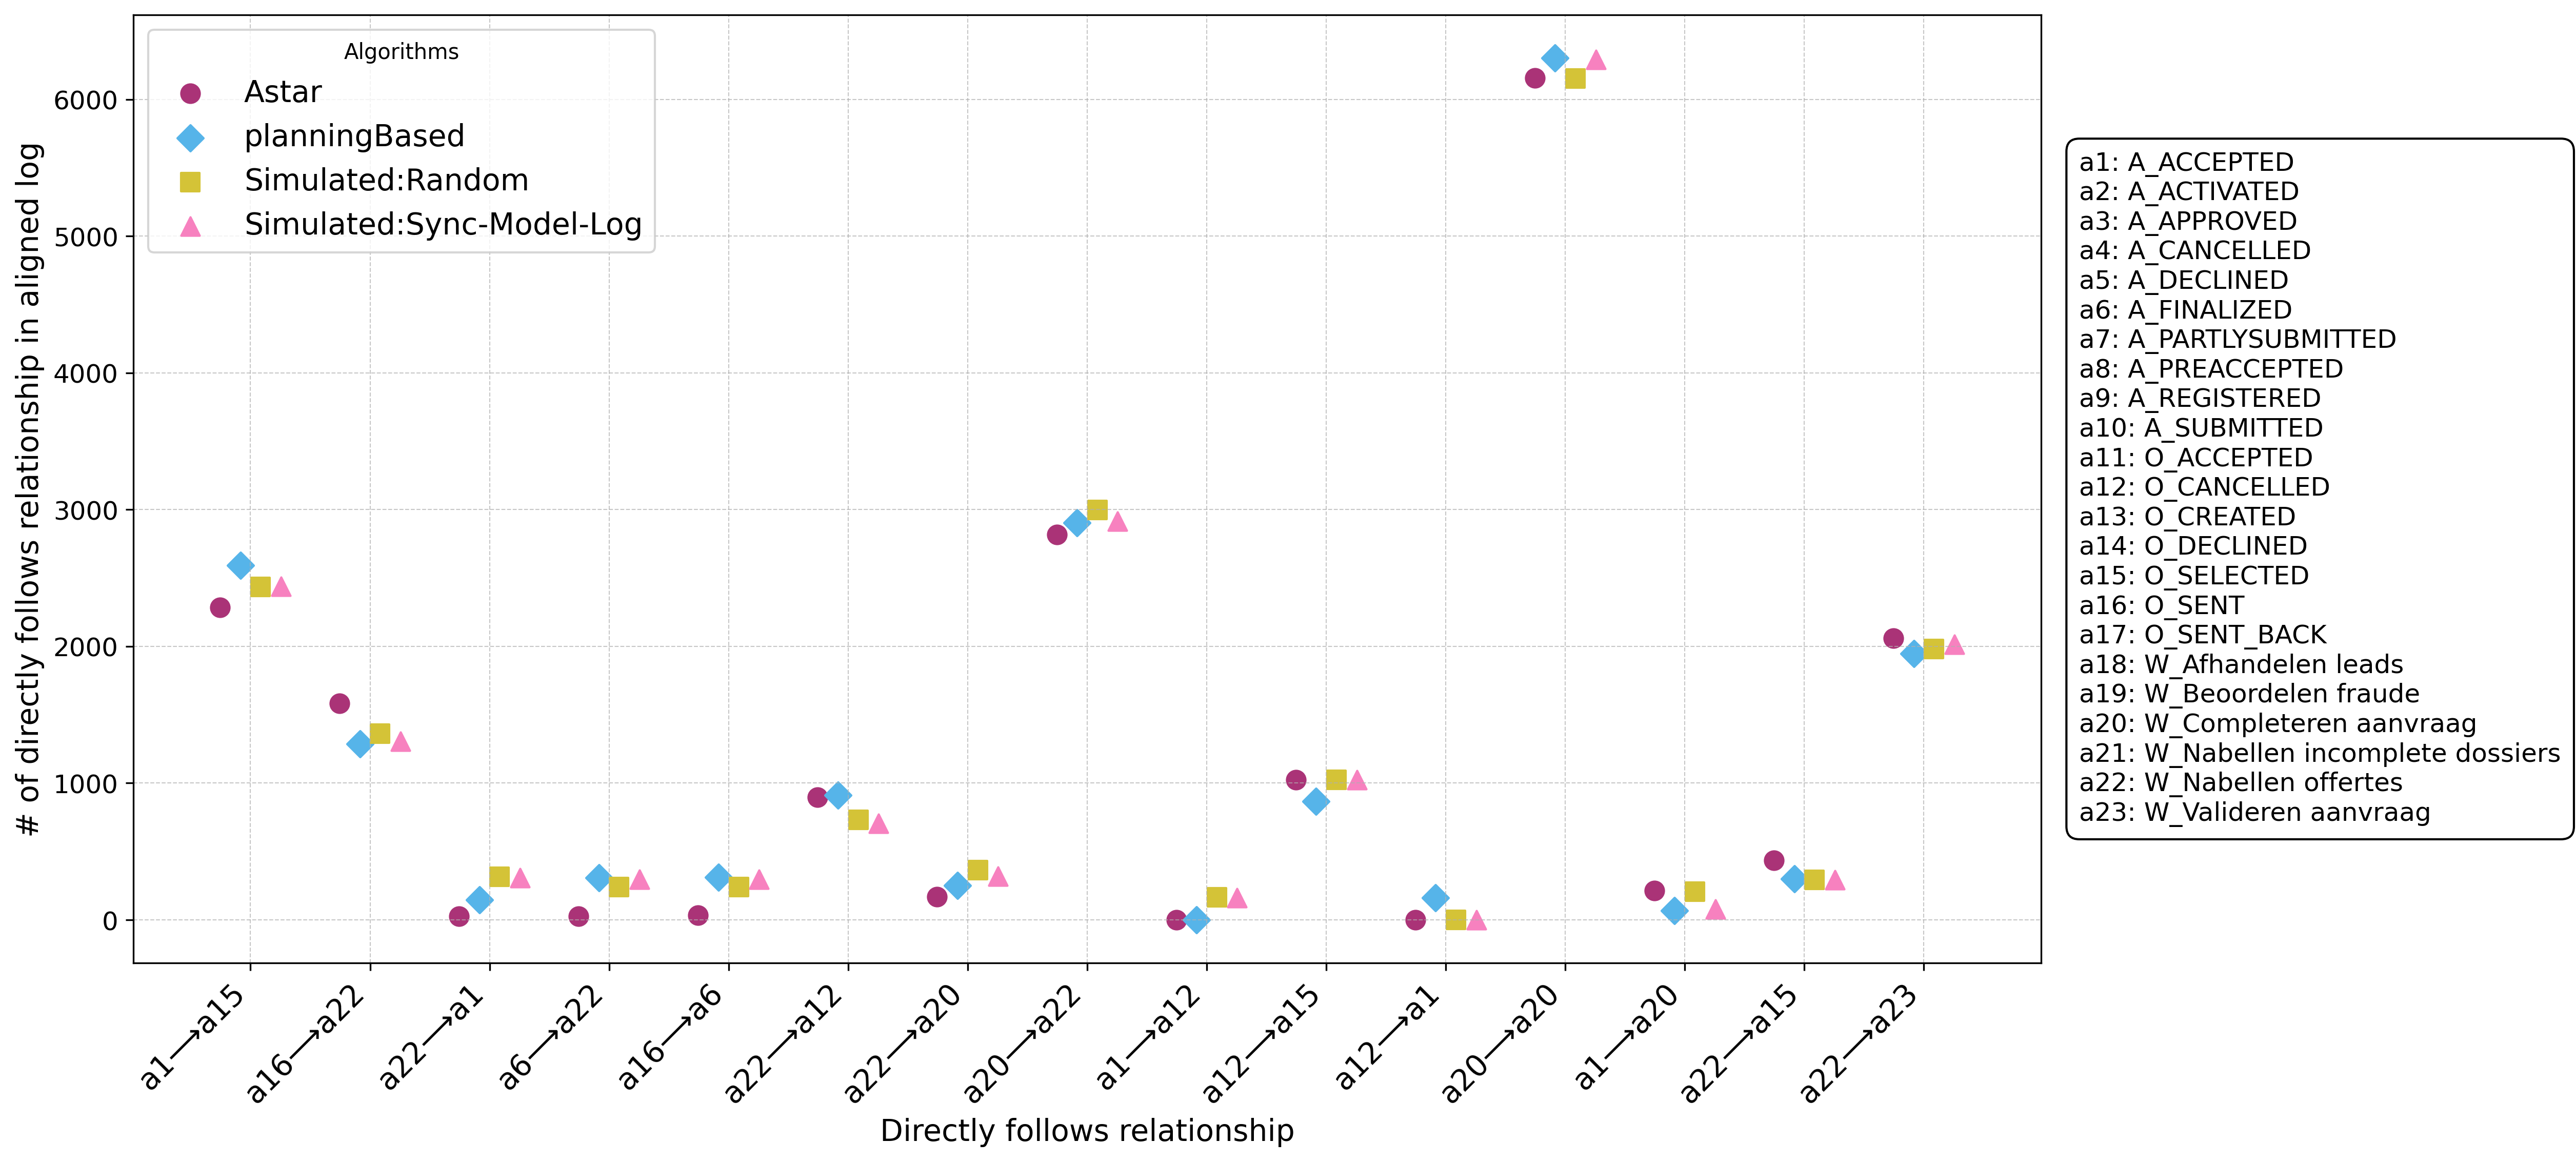 Algorithms
Astar
planningBased
Simulated:Random
Simulated:Sync-Model-Log
# of directly follows relationship in aligned log
6000
5000
4000
3000
2000
1000
0
a1→a15
a16→a22
a22→a1
a6→a22
a16→a6
a22→a12
a22→a20
a20→a22
a1→a12
a12→a15
a12→a1
a20→a20
a1→a20
a22→a15
a22→a23
Directly follows relationship
a1: A_ACCEPTED
a2: A_ACTIVATED
a3: A_APPROVED
a4: A_CANCELLED
a5: A_DECLINED
a6: A_FINALIZED
a7: A_PARTLYSUBMITTED
a8: A_PREACCEPTED
a9: A_REGISTERED
a10: A_SUBMITTED
a11: O_ACCEPTED
a12: O_CANCELLED
a13: O_CREATED
a14: O_DECLINED
a15: O_SELECTED
a16: O_SENT
a17: O_SENT_BACK
a18: W_Afhandelen leads
a19: W_Beoordelen fraude
a20: W_Completeren aanvraag
a21: W_Nabellen incomplete dossiers
a22: W_Nabellen offertes
a23: W_Valideren aanvraag